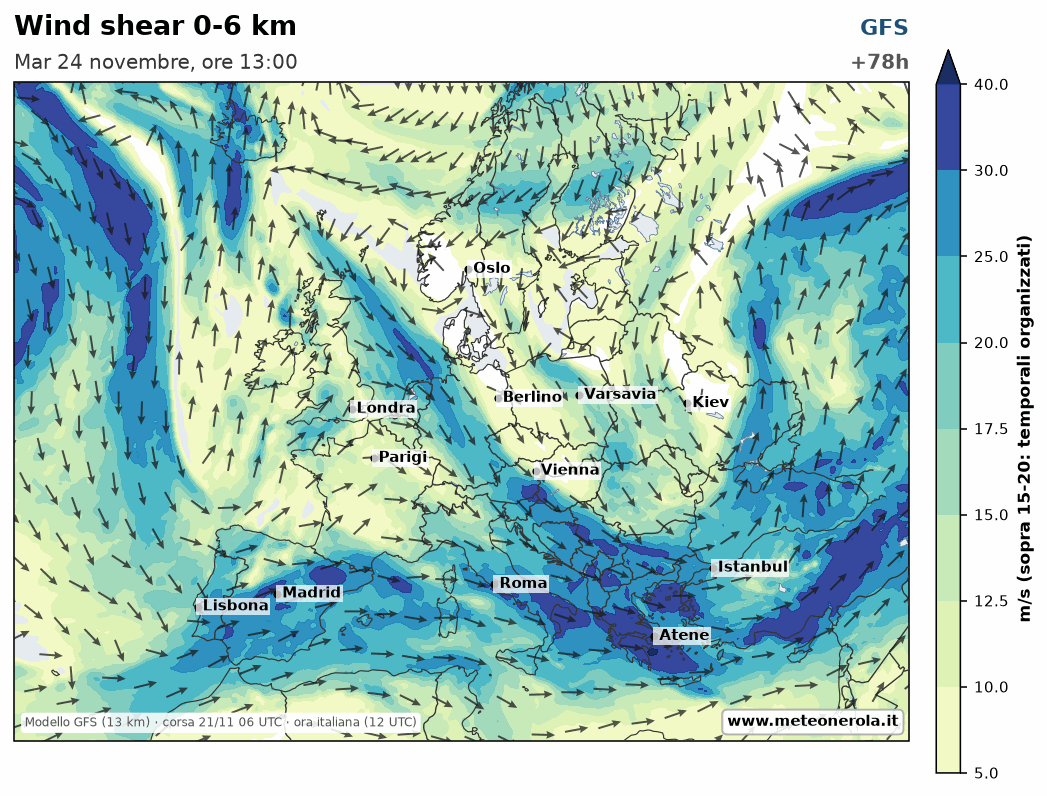 Wind shear 0-6 km
GFS
Mar 24 novembre, ore 13:00
+78h
40.0
30.0
25.0
20.0
17.5
15.0
12.5
10.0
5.0
m/s (sopra 15-20: temporali organizzati)
Oslo
Berlino
Varsavia
Kiev
Londra
Parigi
Vienna
Istanbul
Roma
Madrid
Lisbona
Atene
Modello GFS (13 km) · corsa 21/11 06 UTC · ora italiana (12 UTC)
www.meteonerola.it